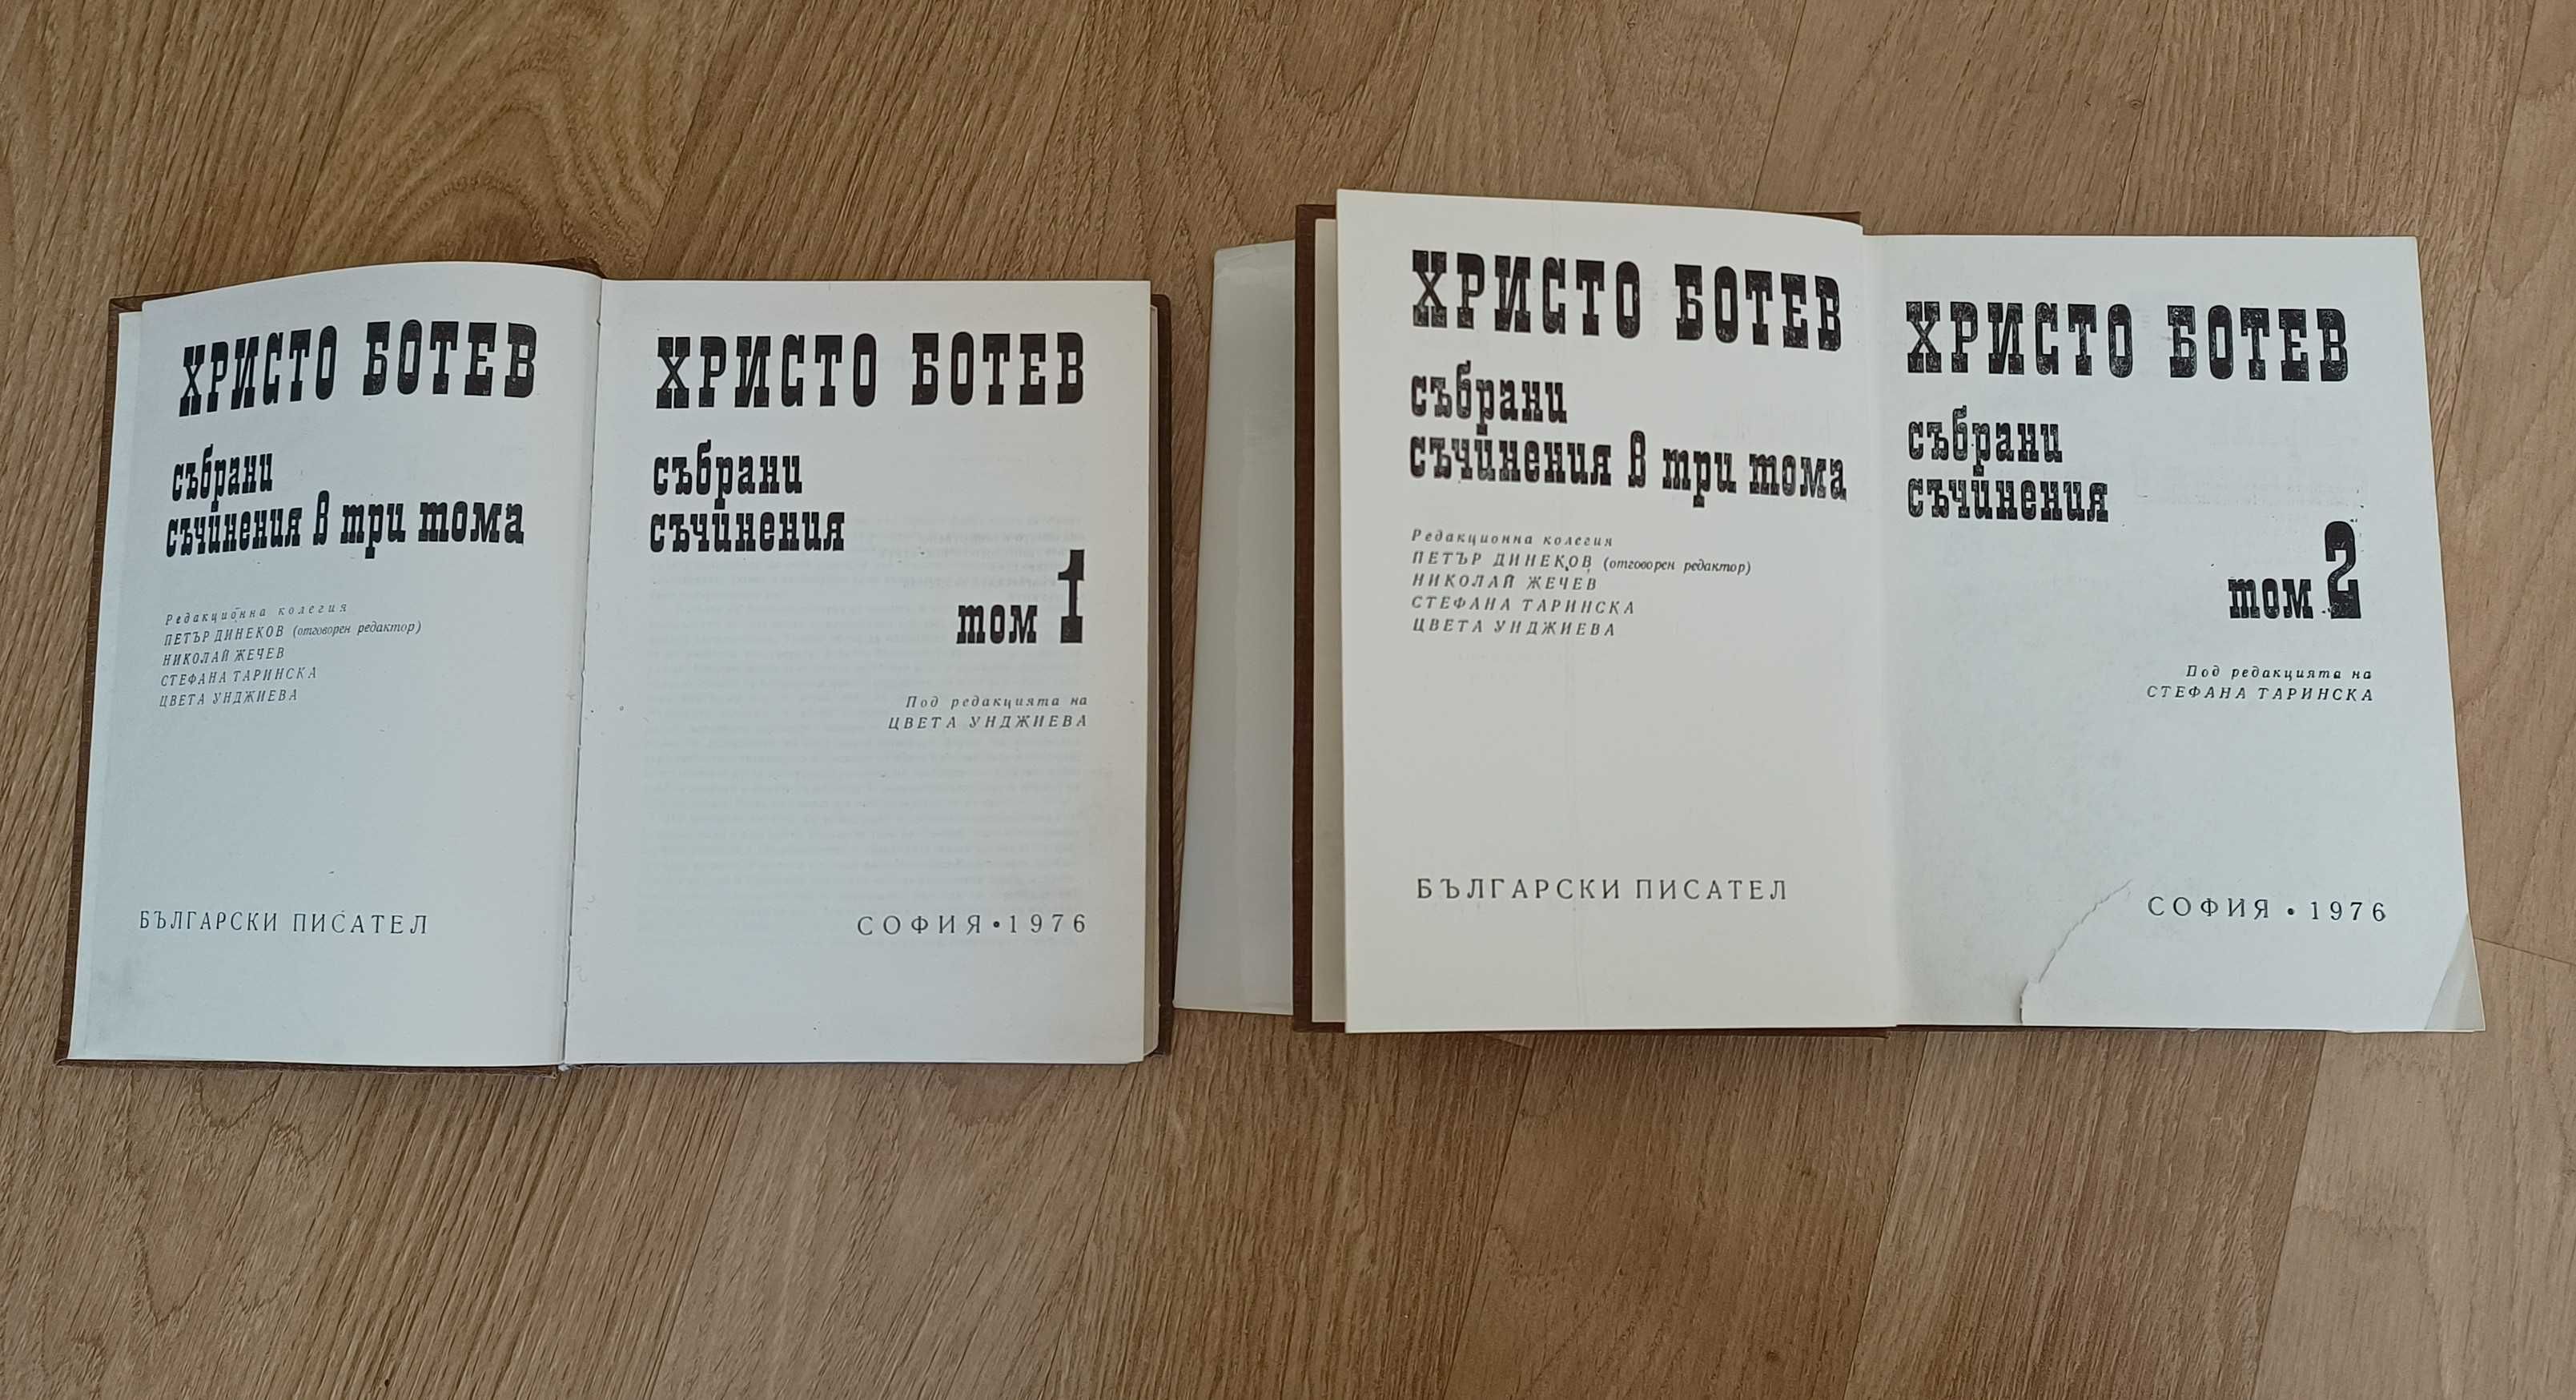 ХРИСТО БОТЕВ
събрани
съчинения в три тома
Редакционна колегия
ПЕТЪР ДИНЕКОВ (отговорен редактор)
НИКОЛАЙ ЖЕЧЕВ
СТЕФАНА ТАРИНСКА
ЦВЕТА УНДЖИЕВА
БЪЛГАРСКИ ПИСАТЕЛ
ХРИСТО БОТЕВ
събрани
съчинения
том 1
Под редакцията на
ЦВЕТА УНДЖИЕВА
СОФИЯ • 1976
ХРИСТО БОТЕВ
събрани
съчинения в три тома
Редакционна колегия
ПЕТЪР ДИНЕКОВ (отговорен редактор)
НИКОЛАЙ ЖЕЧЕВ
СТЕФАНА ТАРИНСКА
ЦВЕТА УНДЖИЕВА
БЪЛГАРСКИ ПИСАТЕЛ
ХРИСТО БОТЕВ
събрани
съчинения
том 2
Под редакцията на
СТЕФАНА ТАРИНСКА
СОФИЯ • 1976